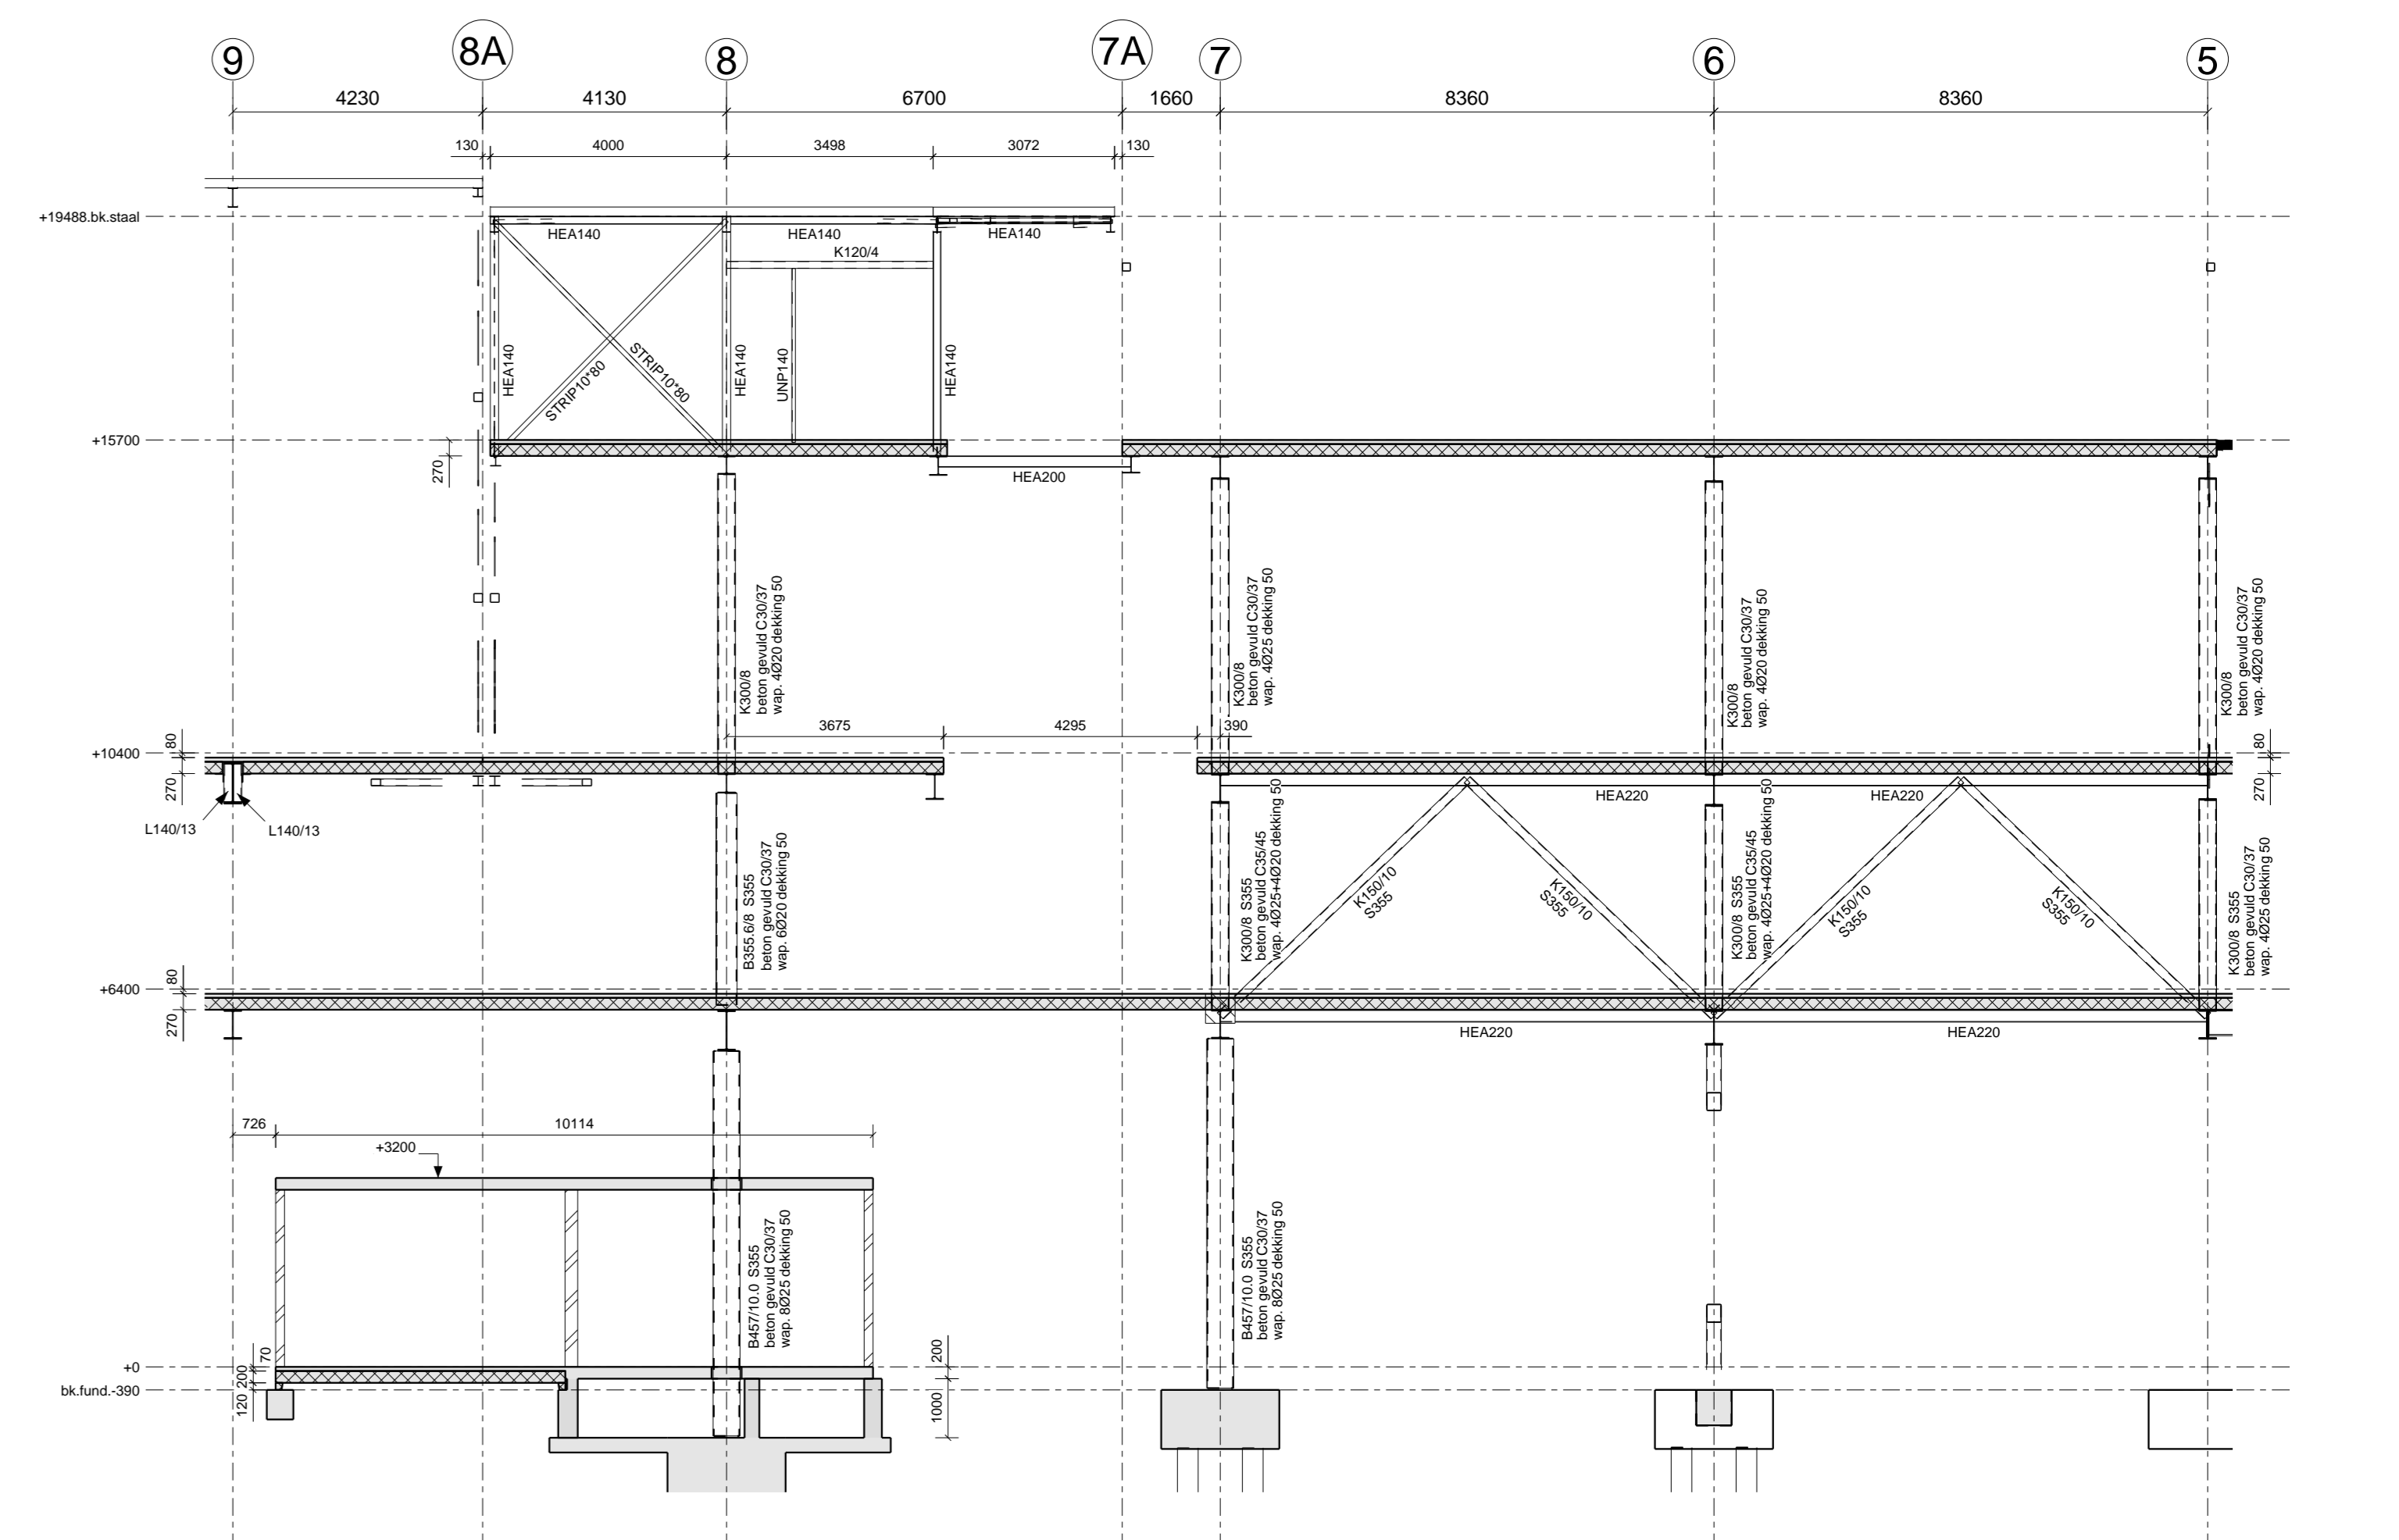 9
8A
8
7A
7
6
5
4230
4130
6700
1660
8360
8360
130
4000
3498
3072
130
+19488.bk.staal
HEA140
HEA140
HEA140
K120/4
HEA140
STRIP10*80
STRIP10*80
HEA140
UNP140
HEA140
+15700
270
HEA200
K300/8
beton gevuld C30/37
wap. 4Ø20 dekking 50
K300/8
beton gevuld C30/37
wap. 4Ø25 dekking 50
K300/8
beton gevuld C30/37
wap. 4Ø20 dekking 50
K300/8
beton gevuld C30/37
wap. 4Ø20 dekking 50
3675
4295
390
+10400
80
270
80
270
L140/13
L140/13
HEA220
HEA220
B355.6/8 S355
beton gevuld C30/37
wap. 6Ø20 dekking 50
K300/8 S355
beton gevuld C35/45
wap. 4Ø25+4Ø20 dekking 50
K150/10
S355
K150/10
S355
K300/8 S355
beton gevuld C35/45
wap. 4Ø25+4Ø20 dekking 50
K150/10
S355
K150/10
S355
K300/8 S355
beton gevuld C30/37
wap. 4Ø25 dekking 50
+6400
80
270
HEA220
HEA220
726
10114
+3200
B457/10.0 S355
beton gevuld C30/37
wap. 8Ø25 dekking 50
B457/10.0 S355
beton gevuld C30/37
wap. 8Ø25 dekking 50
+0
70
200
120
200
1000
bk.fund.-390